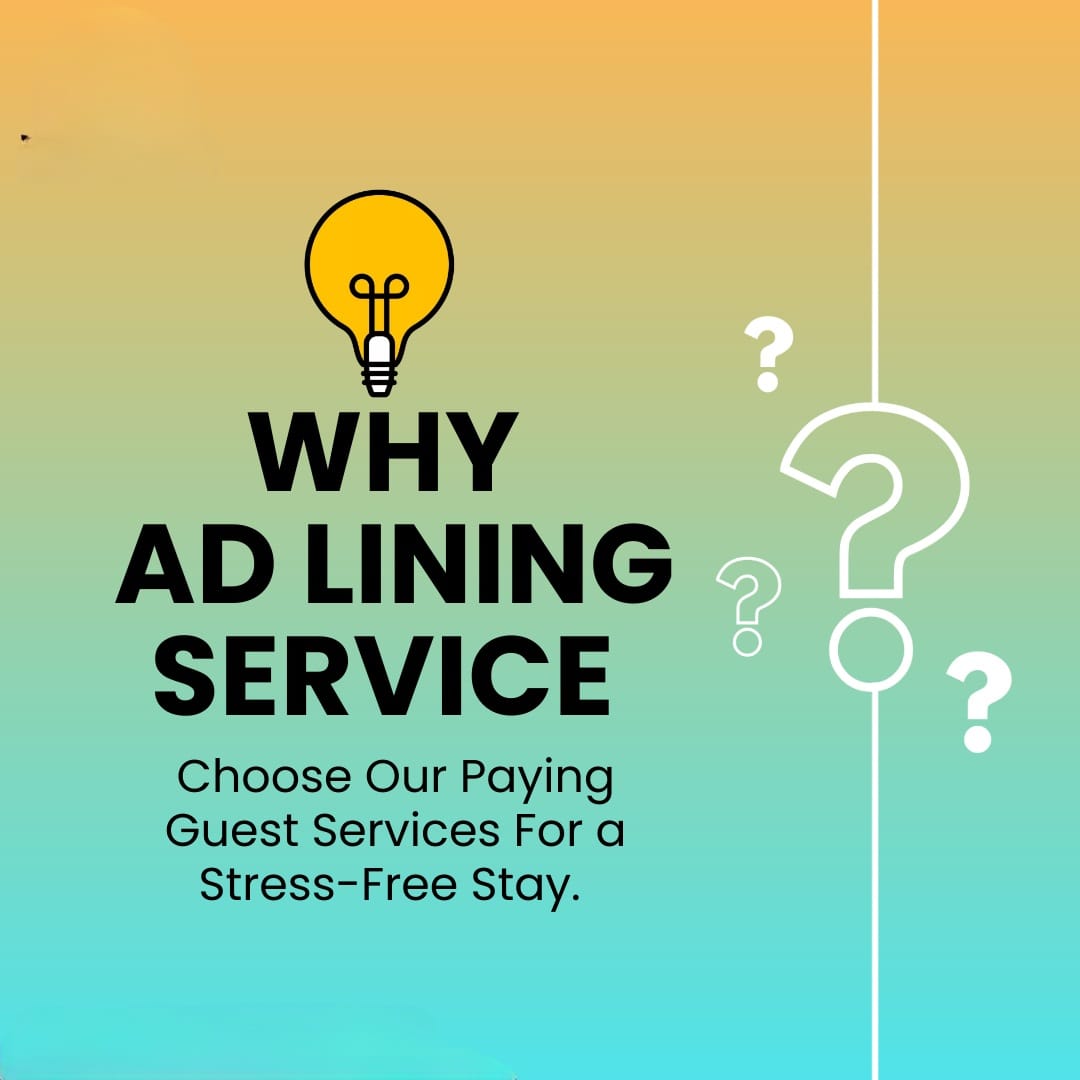 WHY
AD LINING
SERVICE
Choose Our Paying
Guest Services For a
Stress-Free Stay.
?
?
?
?